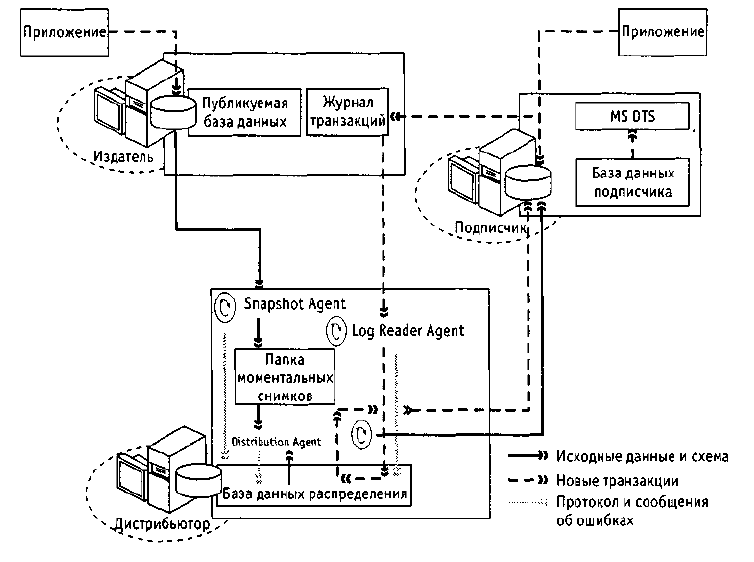 Приложение
Приложение
Публикуемая
база данных
Журнал
транзакций
Издатель
MS DTS
База данных
подписчика
Подписчик
Snapshot Agent
Log Reader Agent
Папка
моментальных
снимков
Distribution Agent
База данных распределения
Дистрибьютор
Исходные данные и схема
Новые транзакции
Протокол и сообщения
об ошибках